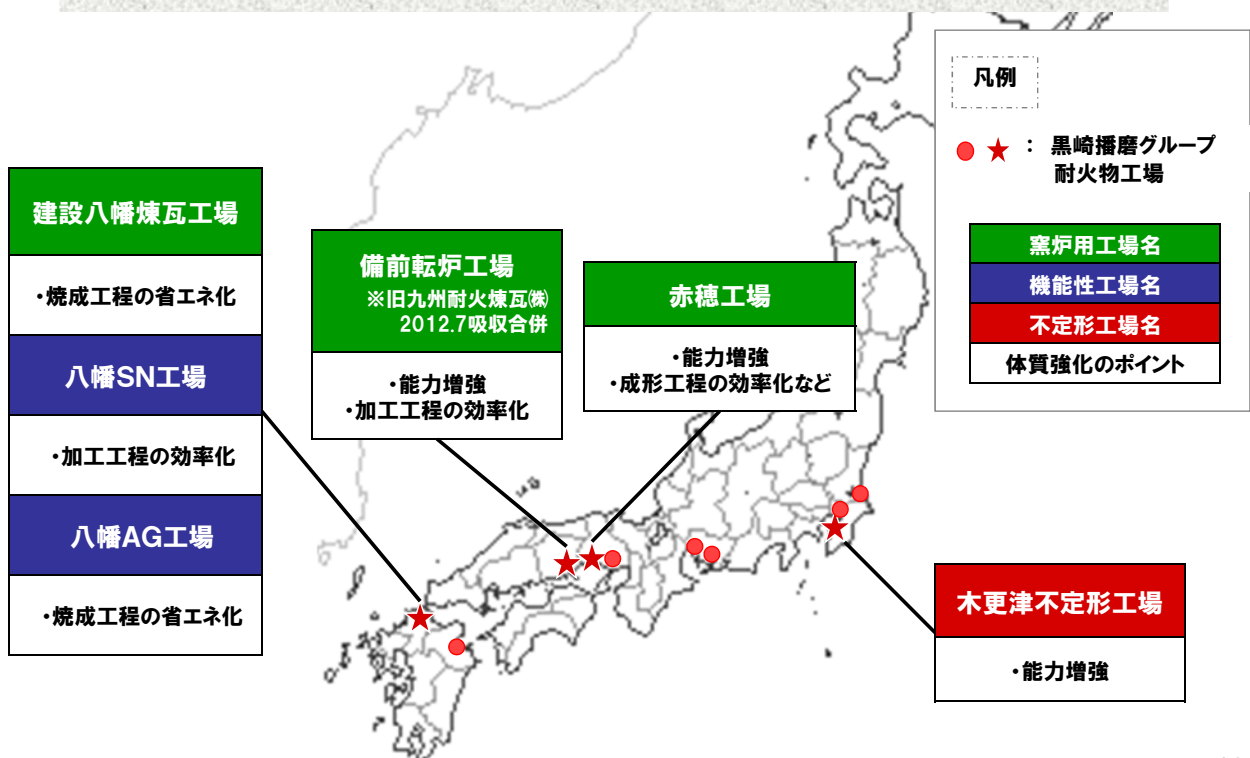 建設八幡煉瓦工場
・焼成工程の省エネ化
八幡SN工場
・加工工程の効率化
八幡AG工場
・焼成工程の省エネ化
備前転炉工場
※旧九州耐火煉瓦㈱
2012.7吸収合併
・能力増強
・加工工程の効率化
赤穂工場
・能力増強
・成形工程の効率化など
凡例
： 黒崎播磨グループ
耐火物工場
窯炉用工場名
機能性工場名
不定形工場名
体質強化のポイント
木更津不定形工場
・能力増強